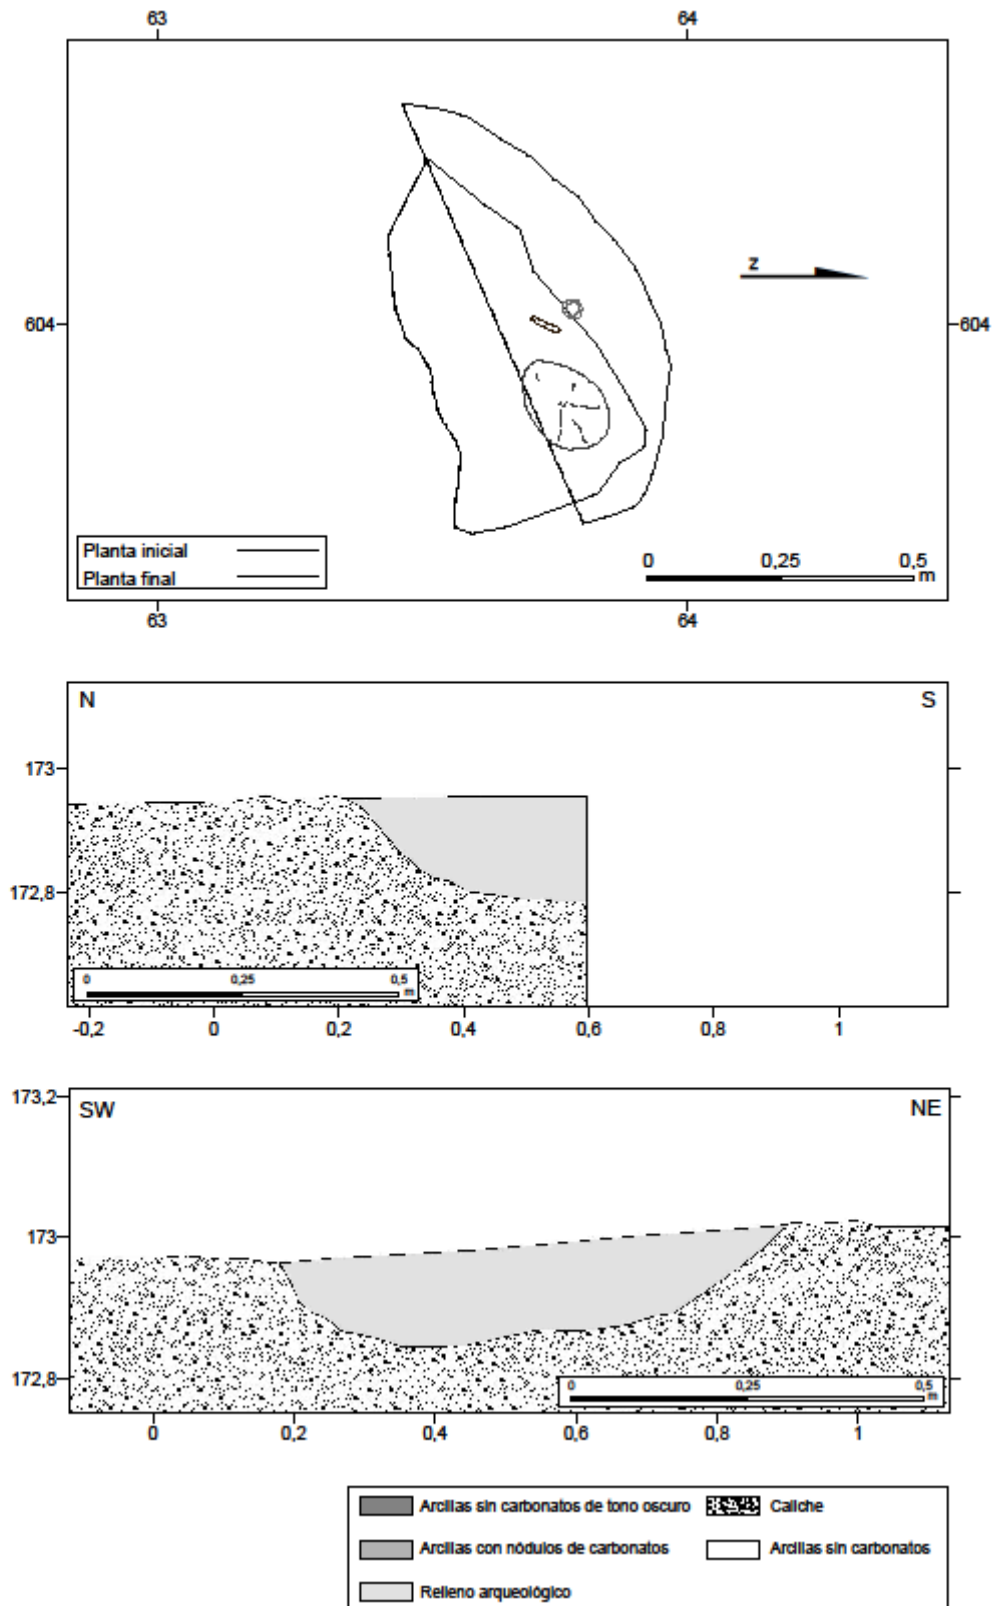 63 64
604 604
z
Planta inicial
Planta final
0 0,25 0,5
m
63 64
N S
173
172,8
0 0,25 0,5
m
-0,2 0 0,2 0,4 0,6 0,8 1
173,2
SW NE
173
172,8
0 0,25 0,5
m
0 0,2 0,4 0,6 0,8 1
Arcillas sin carbonatos de tono oscuro Caliche
Arcillas con nódulos de carbonatos Arcillas sin carbonatos
Relleno arqueológico